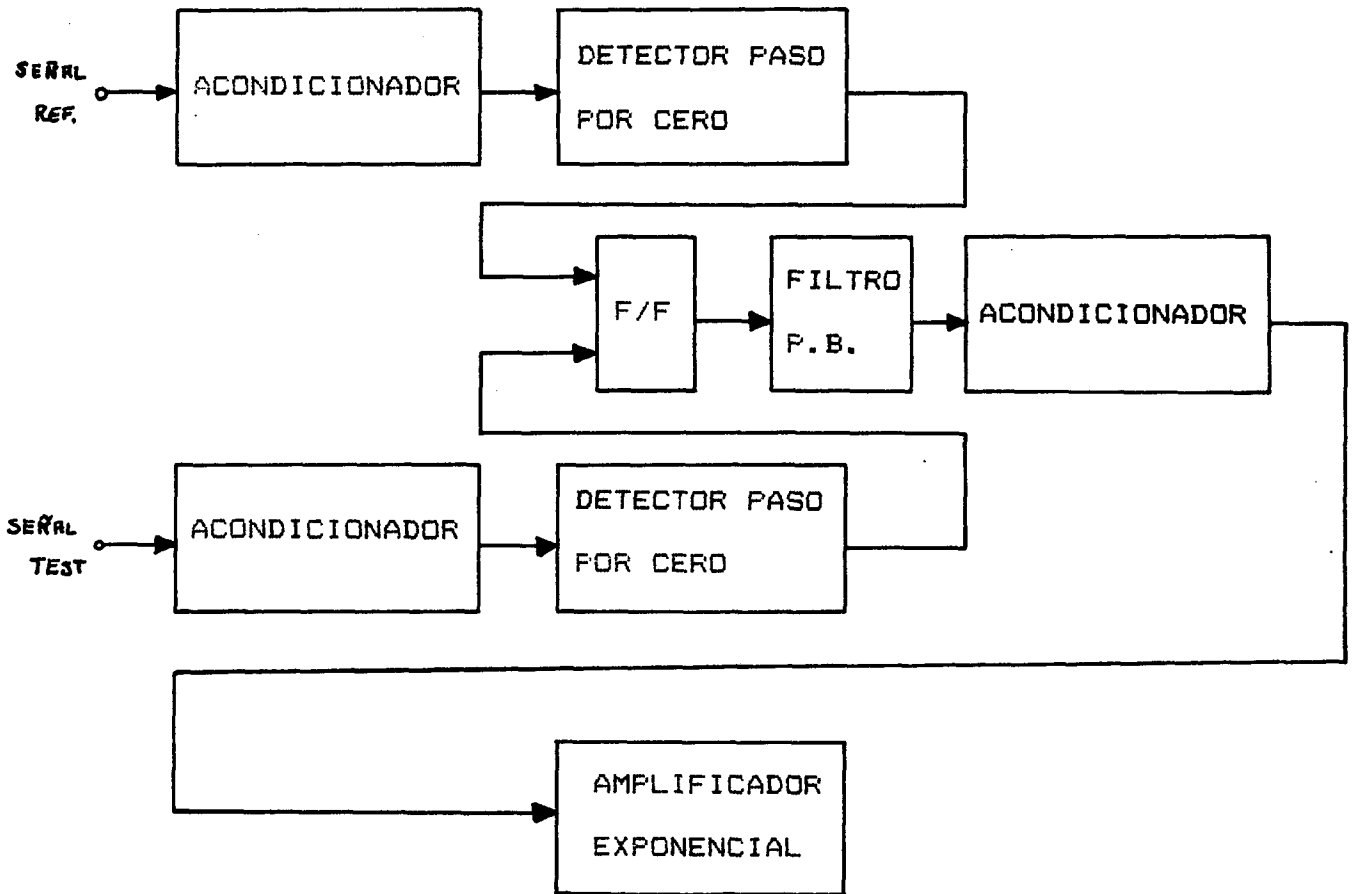 SEÑAL
REF.
ACONDICIONADOR
DETECTOR PASO
POR CERO
F/F
FILTRO
P.B.
ACONDICIONADOR
SEÑAL
TEST
ACONDICIONADOR
DETECTOR PASO
POR CERO
AMPLIFICADOR
EXPONENCIAL